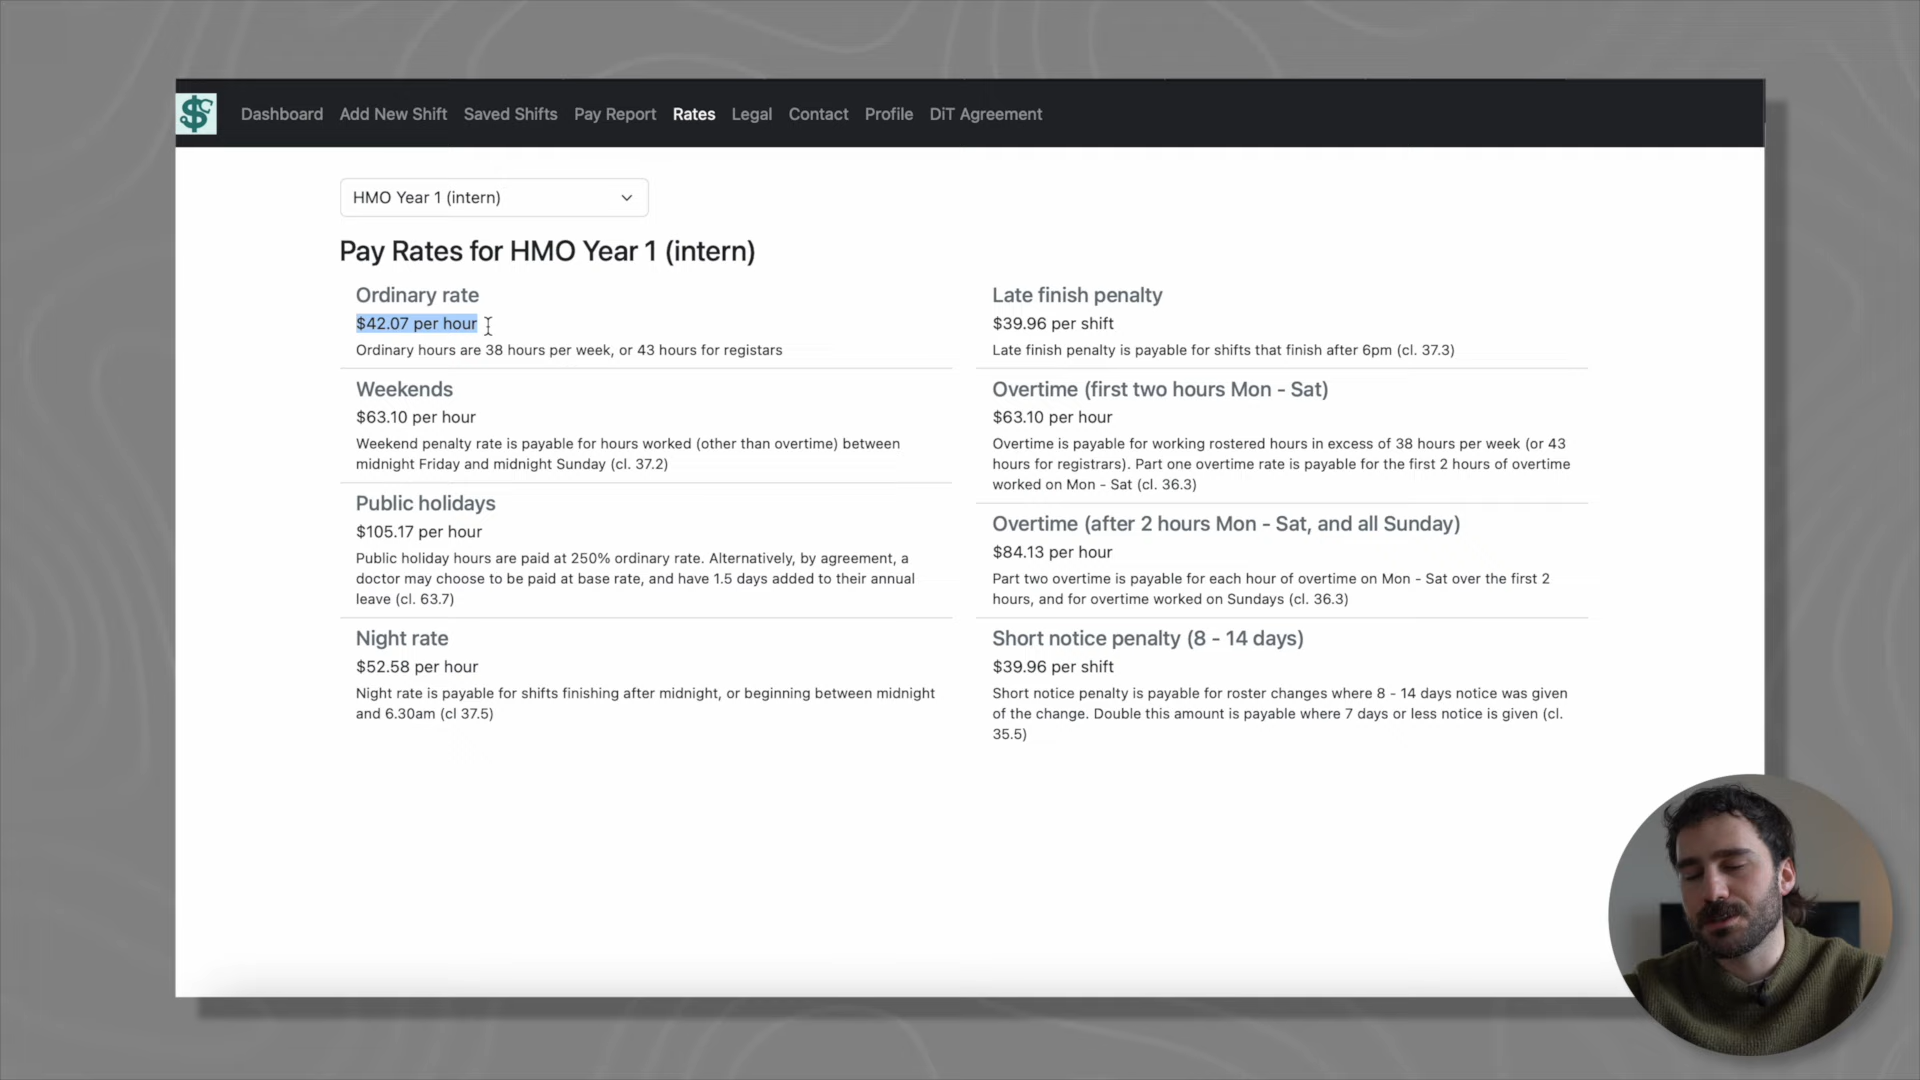 Dashboard Add New Shift Saved Shifts Pay Report Rates Legal Contact Profile DiT Agreement
HMO Year 1 (intern)
Pay Rates for HMO Year 1 (intern)
Ordinary rate
$42.07 per hour
Ordinary hours are 38 hours per week, or 43 hours for registars
Weekends
$63.10 per hour
Weekend penalty rate is payable for hours worked (other than overtime) between
midnight Friday and midnight Sunday (cl. 37.2)
Public holidays
$105.17 per hour
Public holiday hours are paid at 250% ordinary rate. Alternatively, by agreement, a
doctor may choose to be paid at base rate, and have 1.5 days added to their annual
leave (cl. 63.7)
Night rate
$52.58 per hour
Night rate is payable for shifts finishing after midnight, or beginning between midnight
and 6.30am (cl 37.5)
Late finish penalty
$39.96 per shift
Late finish penalty is payable for shifts that finish after 6pm (cl. 37.3)
Overtime (first two hours Mon - Sat)
$63.10 per hour
Overtime is payable for working rostered hours in excess of 38 hours per week (or 43
hours for registrars). Part one overtime rate is payable for the first 2 hours of overtime
worked on Mon - Sat (cl. 36.3)
Overtime (after 2 hours Mon - Sat, and all Sunday)
$84.13 per hour
Part two overtime is payable for each hour of overtime on Mon - Sat over the first 2
hours, and for overtime worked on Sundays (cl. 36.3)
Short notice penalty (8 - 14 days)
$39.96 per shift
Short notice penalty is payable for roster changes where 8 - 14 days notice was given
of the change. Double this amount is payable where 7 days or less notice is given (cl.
35.5)